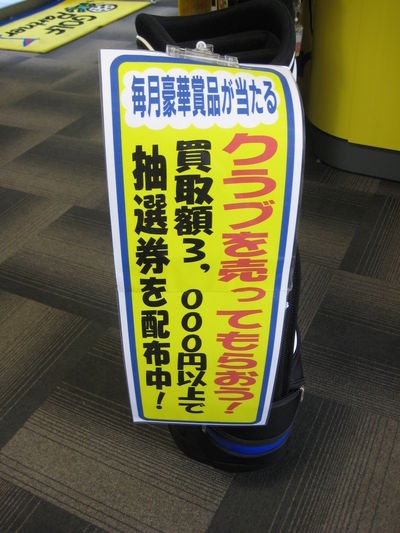 毎月豪華賞品が当たる
クラブを売ってもらおう！
買取額３，０００円以上で
抽選券を配布中！
GOLF
Partner